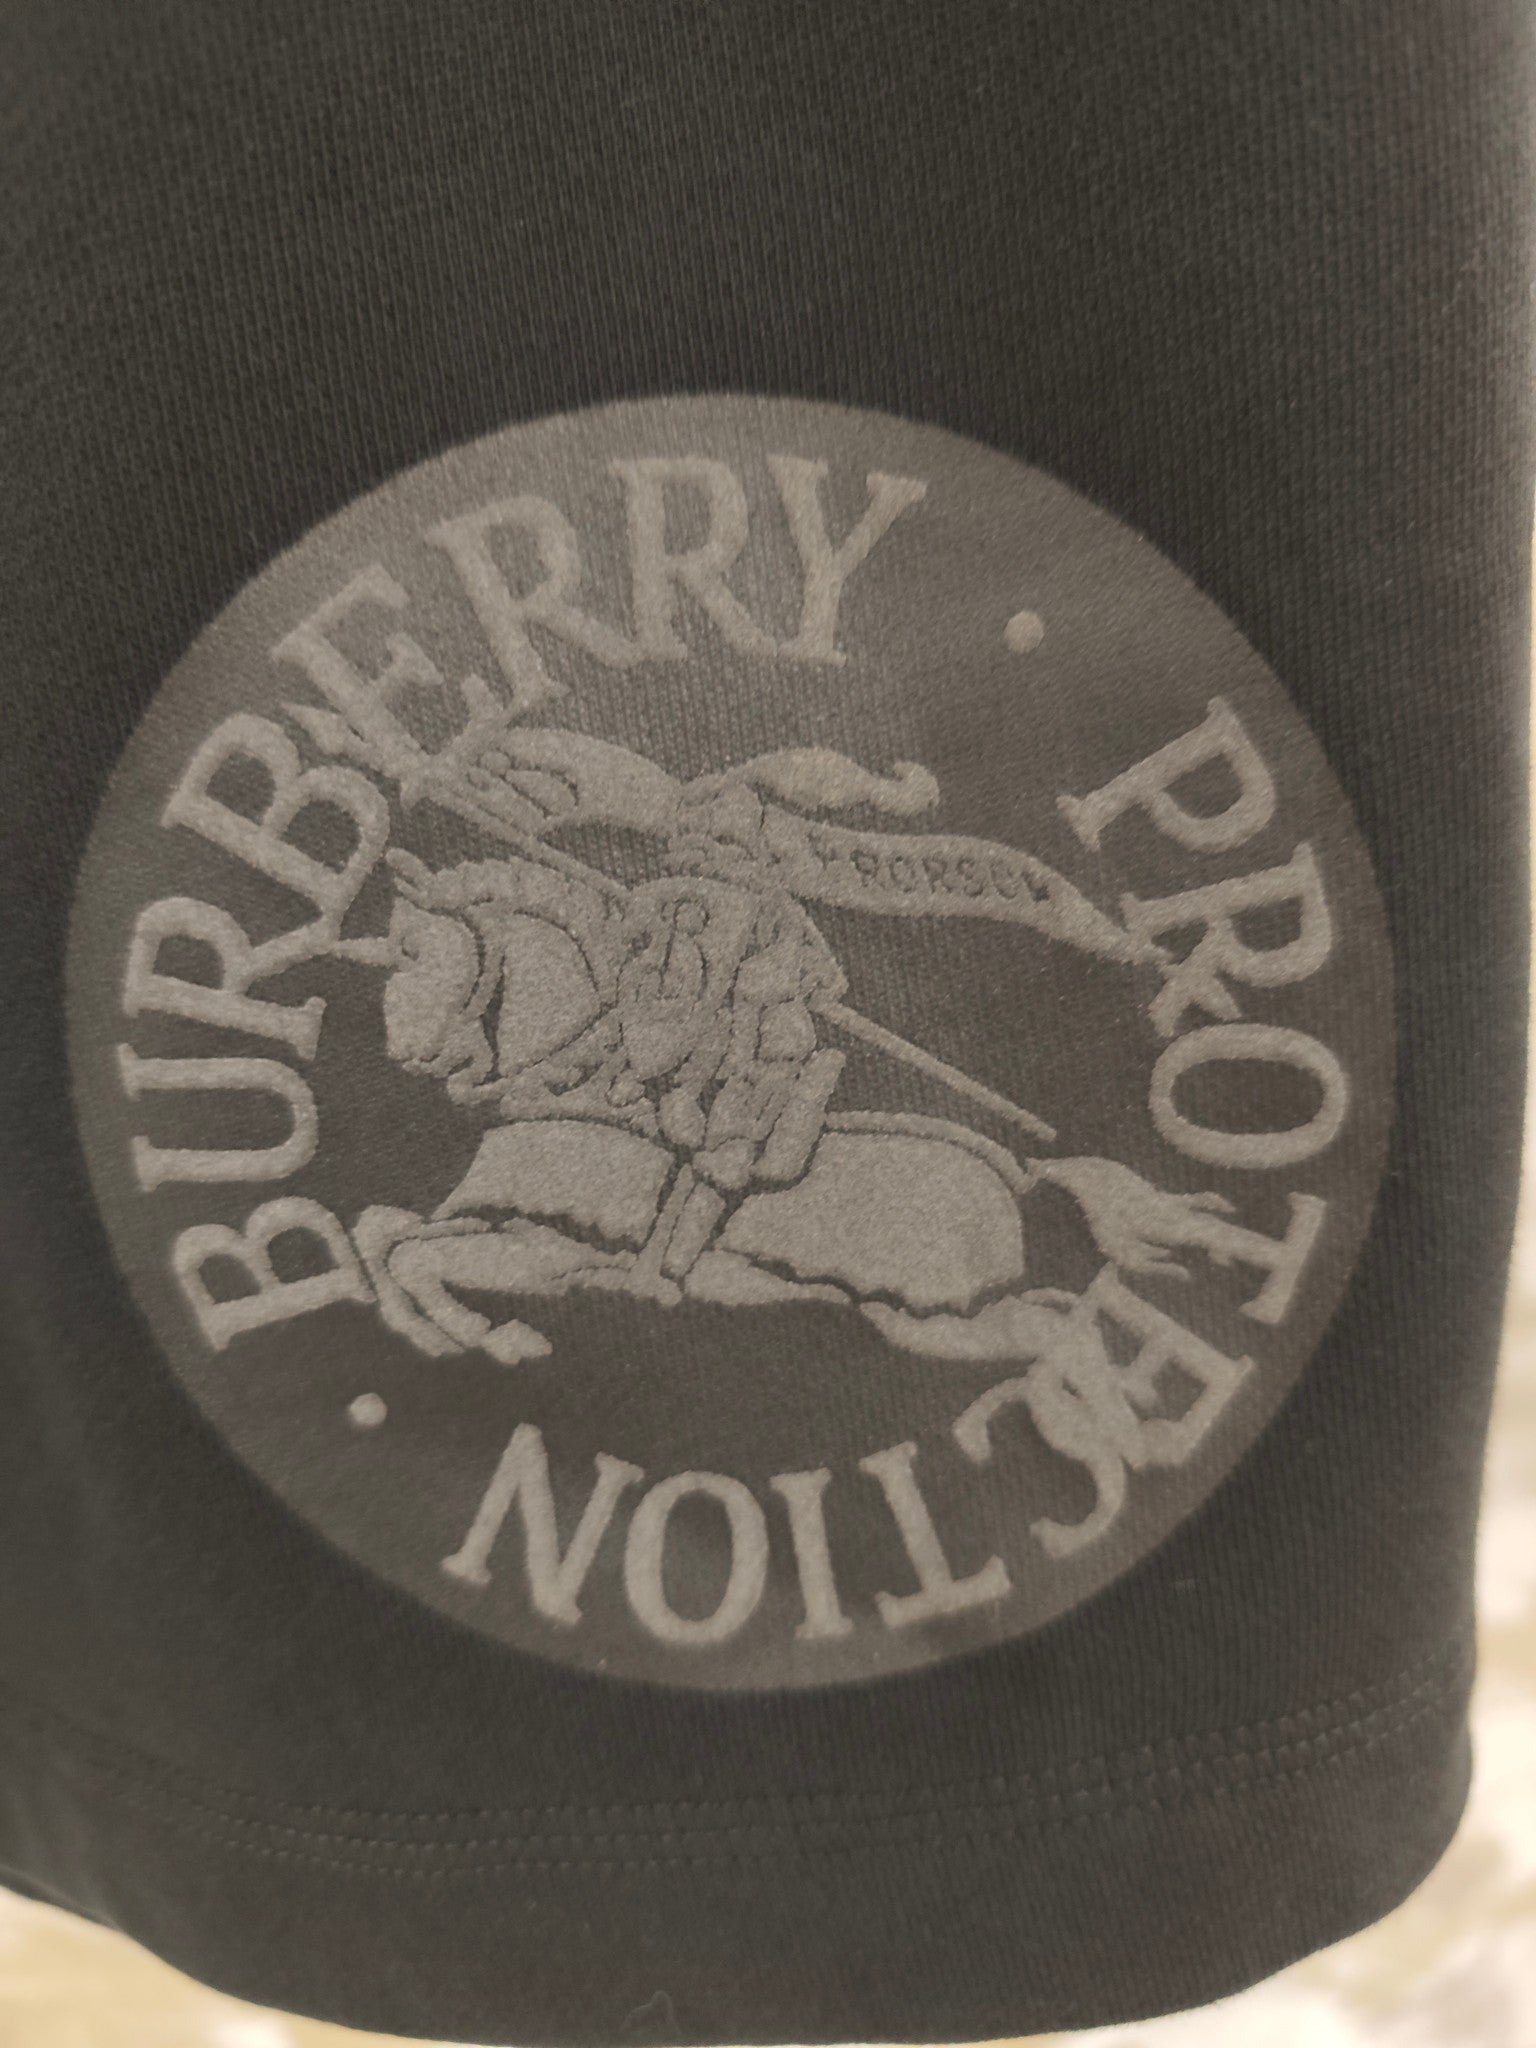 BURBERRY · PROTECTION ·
B
PRORSUM